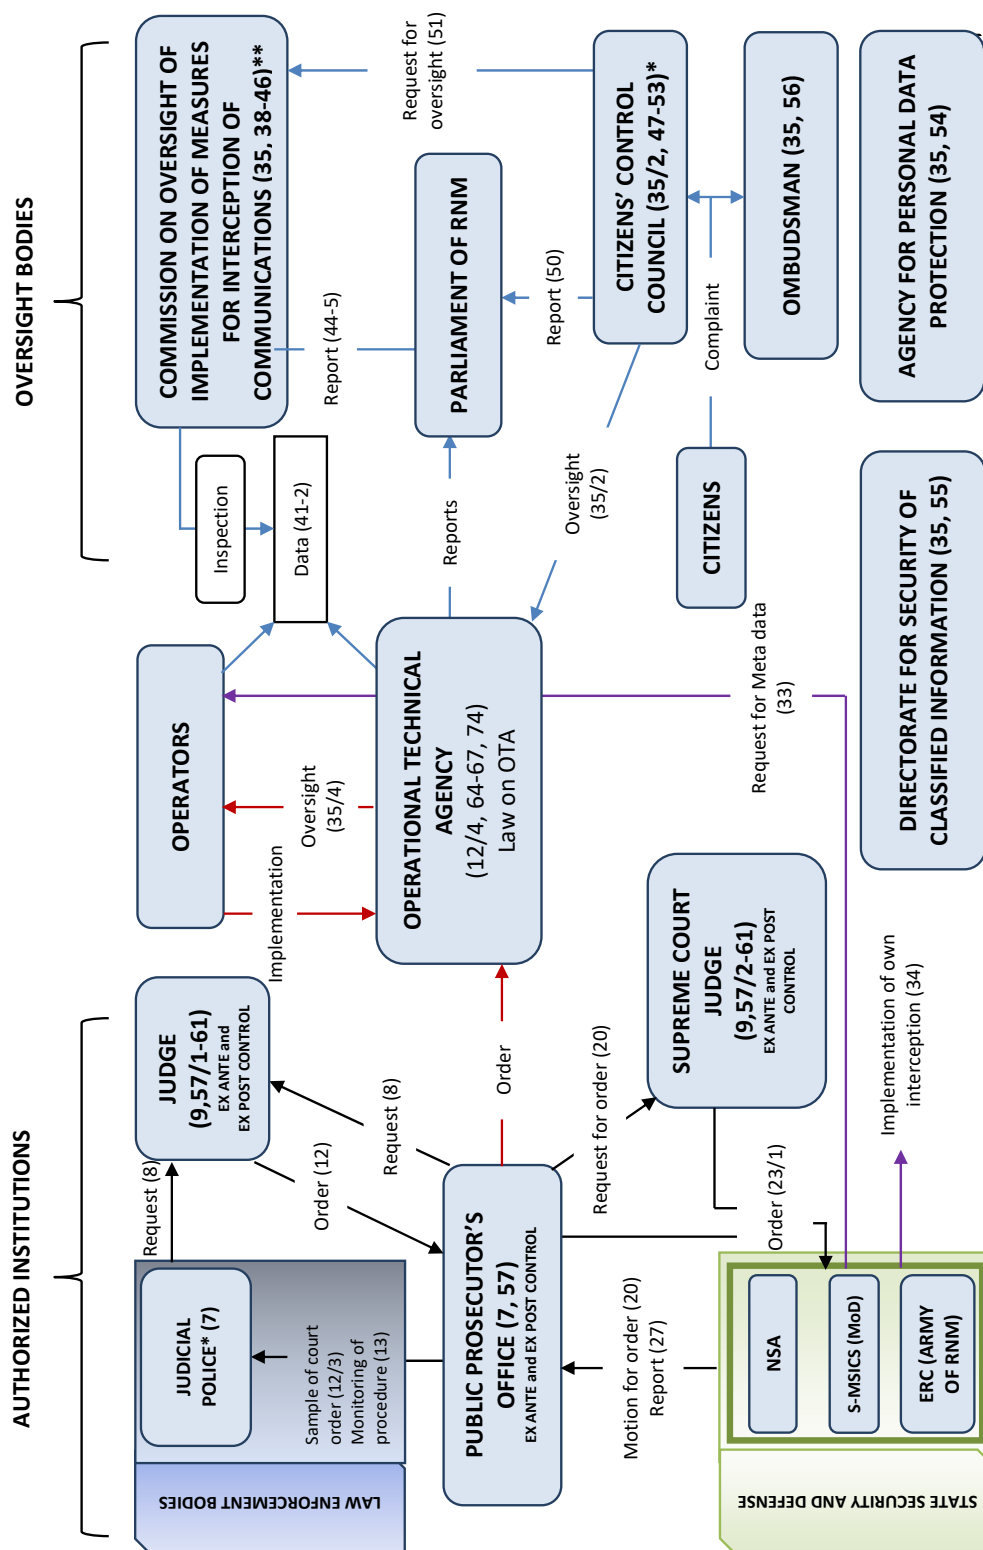 AUTHORIZED INSTITUTIONS
OVERSIGHT BODIES
LAW ENFORCEMENT BODIES
JUDICIAL
POLICE* (7)
Sample of court
order (12/3)
Monitoring of
procedure (13)
Request (8)
JUDGE
(9,57/1-61)
EX ANTE and
EX POST CONTROL
Order (12)
Request (8)
PUBLIC PROSECUTOR'S
OFFICE (7, 57)
EX ANTE and EX POST CONTROL
Order
Request for order (20)
SUPREME COURT
JUDGE
(9,57/2-61)
EX ANTE and EX POST
CONTROL
Motion for order (20)
Report (27)
Order (23/1)
STATE SECURITY AND DEFENSE
NSA
S-MSICS (MoD)
ERC (ARMY
OF RNM)
Implementation of own
interception (34)
OPERATORS
Implementation
Oversight
(35/4)
OPERATIONAL TECHNICAL
AGENCY
(12/4, 64-67, 74)
Law on OTA
Request for Meta data
(33)
DIRECTORATE FOR SECURITY OF
CLASSIFIED INFORMATION (35, 55)
COMMISSION ON OVERSIGHT OF
IMPLEMENTATION OF MEASURES
FOR INTERCEPTION OF
COMMUNICATIONS (35, 38-46)**
Inspection
Data (41-2)
Report (44-5)
Request for
oversight (51)
PARLIAMENT OF RNM
Reports
Report (50)
Oversight
(35/2)
CITIZENS' CONTROL
COUNCIL (35/2, 47-53)*
CITIZENS
Complaint
OMBUDSMAN (35, 56)
AGENCY FOR PERSONAL DATA
PROTECTION (35, 54)